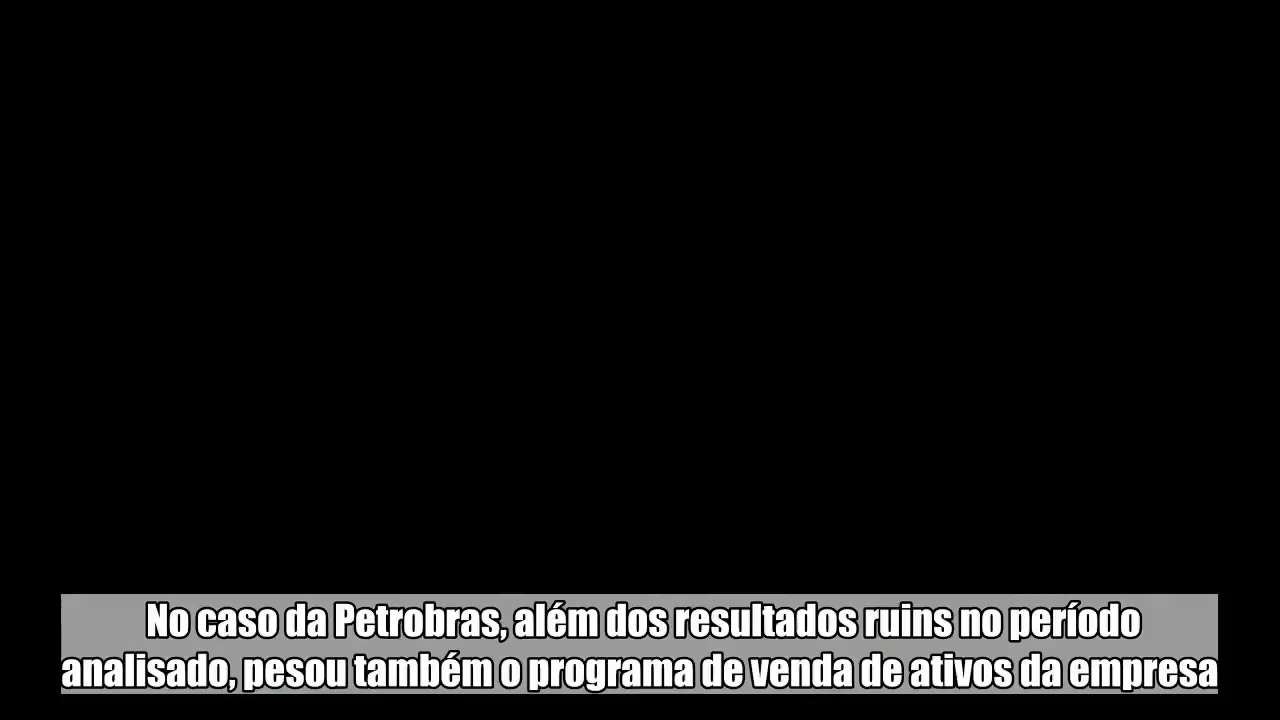 No caso da Petrobras, além dos resultados ruins no período
analisado, pesou também o programa de venda de ativos da empresa